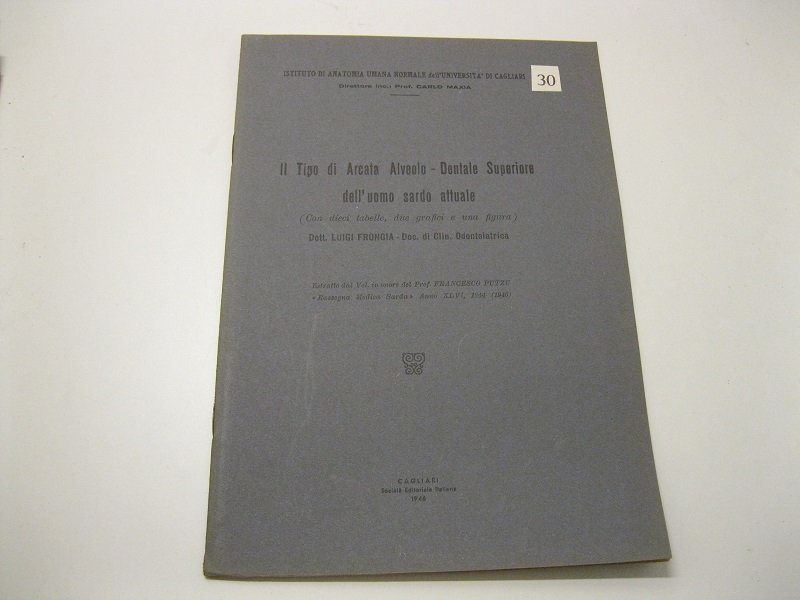 ISTITUTO DI ANATOMIA UMANA NORMALE dell'UNIVERSITA' DI CAGLIARI
30
Direttore Inc.: Prof. CARLO MAXIA
Il Tipo di Arcata Alveolo - Dentale Superiore
dell'uomo sardo attuale
(Con dieci tabelle, due grafici e una figura)
Dott. LUIGI FRONGIA - Doc. di Clin. Odontoiatrica
Estratto dal Vol. in onore del Prof. FRANCESCO PUTZU
« Rassegna Medica Sarda » Anno XLVI, 1944 (1946)
CAGLIARI
Società Editoriale Italiana
1946